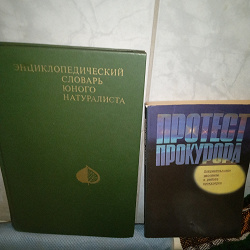 ЭНЦИКЛОПЕДИЧЕСКИЙ
СЛОВАРЬ
ЮНОГО
НАТУРАЛИСТА
ПРОТЕСТ
ПРОКУРОРА